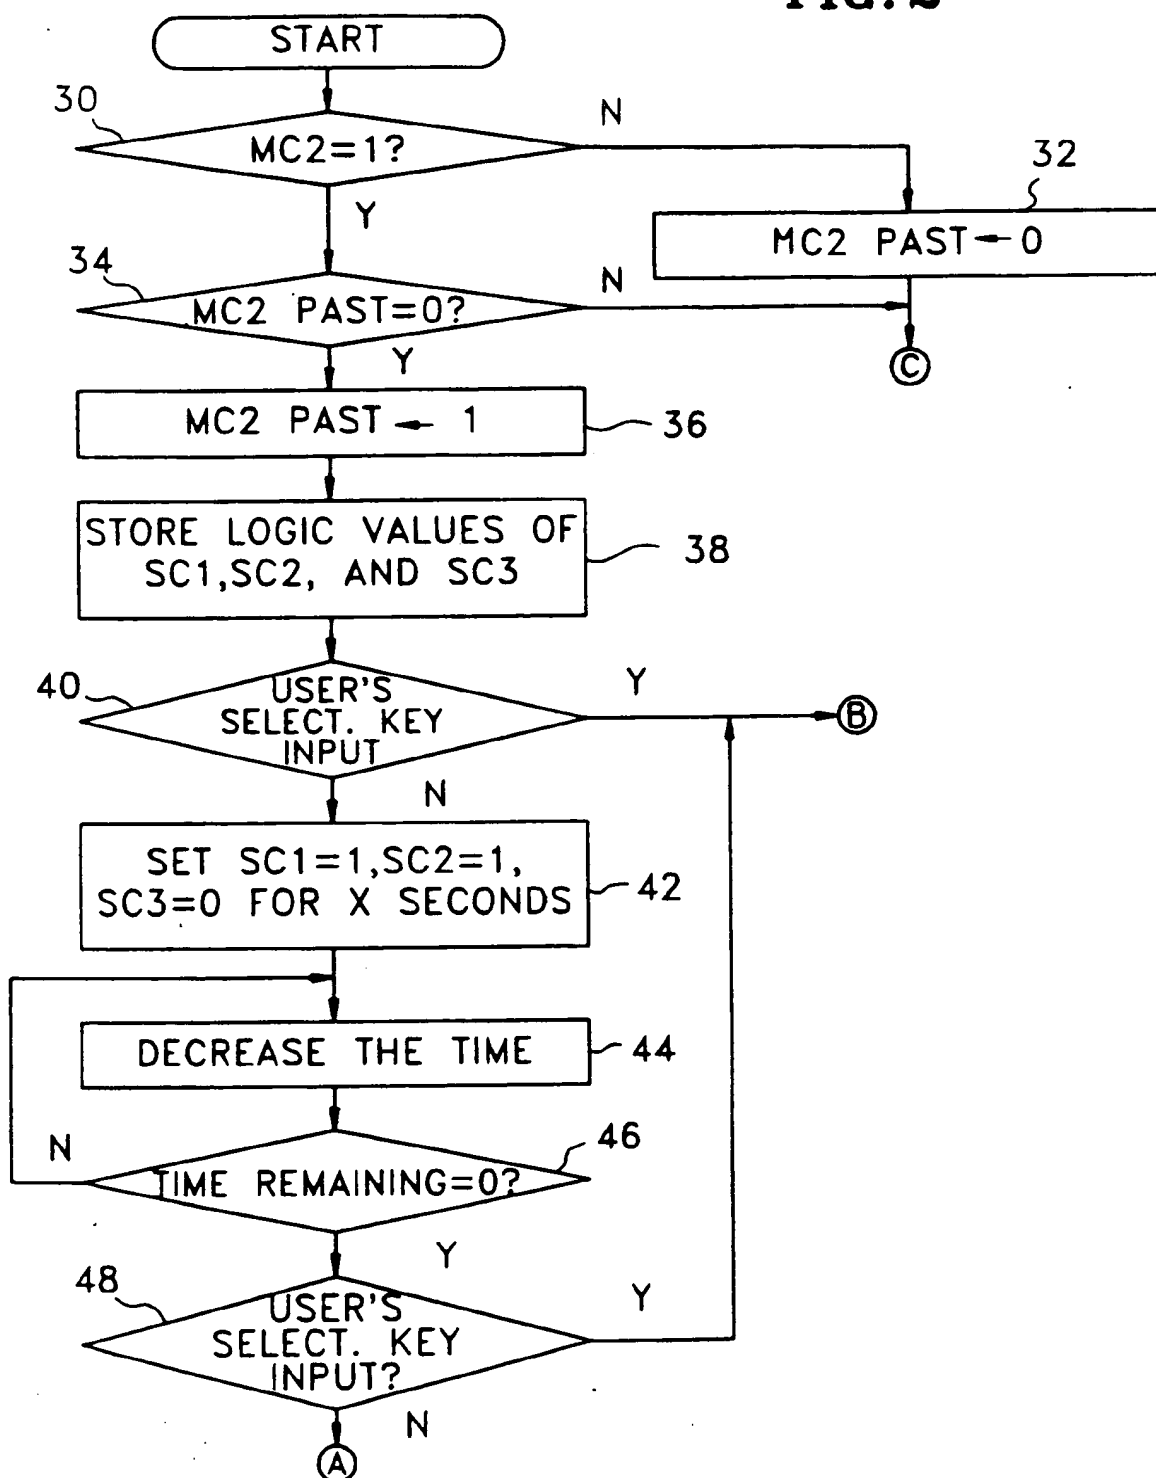 START
30
MC2=1?
N
Y
32
MC2 PAST←0
34
MC2 PAST=0?
N
Y
C
MC2 PAST ← 1
36
STORE LOGIC VALUES OF
SC1,SC2, AND SC3
38
40
USER'S
SELECT. KEY
INPUT
Y
B
N
SET SC1=1,SC2=1,
SC3=0 FOR X SECONDS
42
DECREASE THE TIME
44
46
N
TIME REMAINING=0?
Y
48
USER'S
SELECT. KEY
INPUT?
Y
N
A